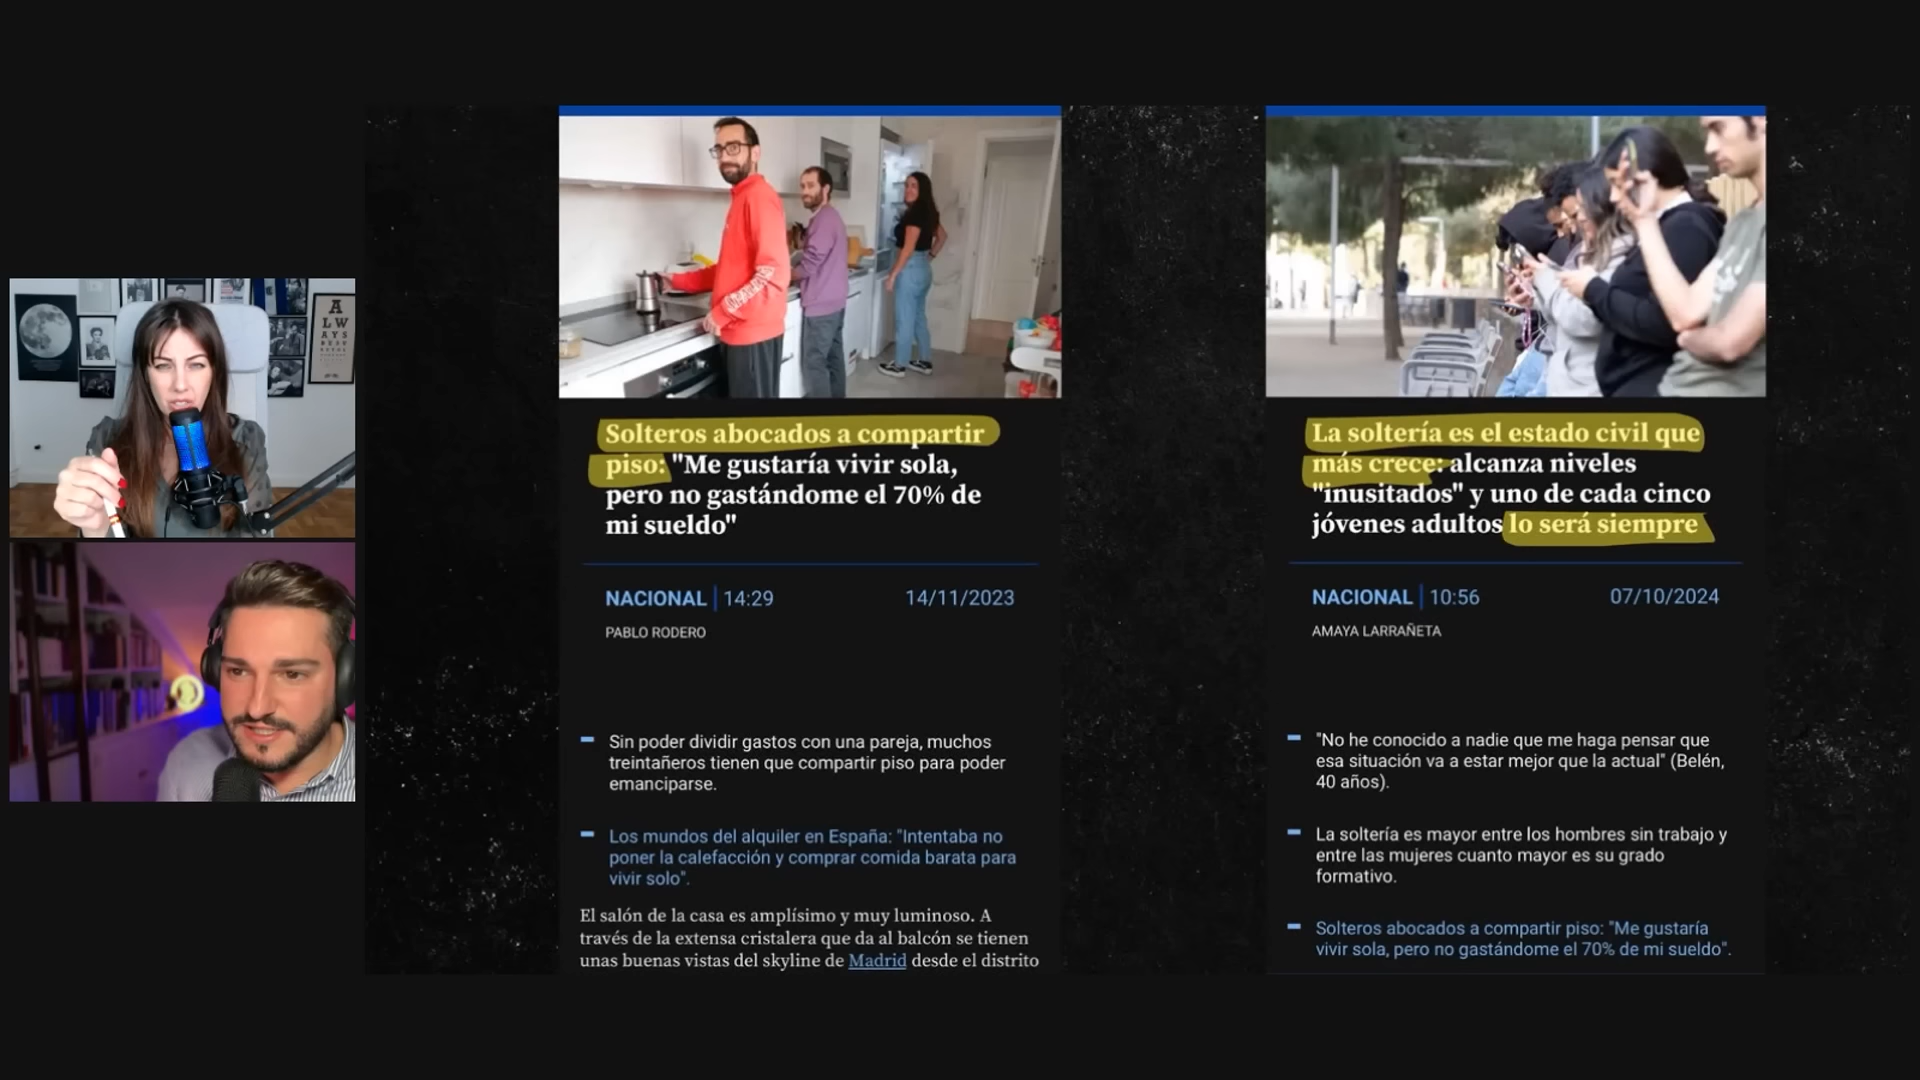 A
L W
A Y S
Solteros abocados a compartir
piso: "Me gustaría vivir sola,
pero no gastándome el 70% de
mi sueldo"
NACIONAL | 14:29
14/11/2023
PABLO RODERO
Sin poder dividir gastos con una pareja, muchos
treintañeros tienen que compartir piso para poder
emanciparse.
Los mundos del alquiler en España: "Intentaba no
poner la calefacción y comprar comida barata para
vivir solo".
El salón de la casa es amplísimo y muy luminoso. A
través de la extensa cristalera que da al balcón se tienen
unas buenas vistas del skyline de Madrid desde el distrito
La soltería es el estado civil que
más crece: alcanza niveles
"inusitados" y uno de cada cinco
jóvenes adultos lo será siempre
NACIONAL | 10:56
07/10/2024
AMAYA LARRAÑETA
"No he conocido a nadie que me haga pensar que
esa situación va a estar mejor que la actual" (Belén,
40 años).
La soltería es mayor entre los hombres sin trabajo y
entre las mujeres cuanto mayor es su grado
formativo.
Solteros abocados a compartir piso: "Me gustaría
vivir sola, pero no gastándome el 70% de mi sueldo".